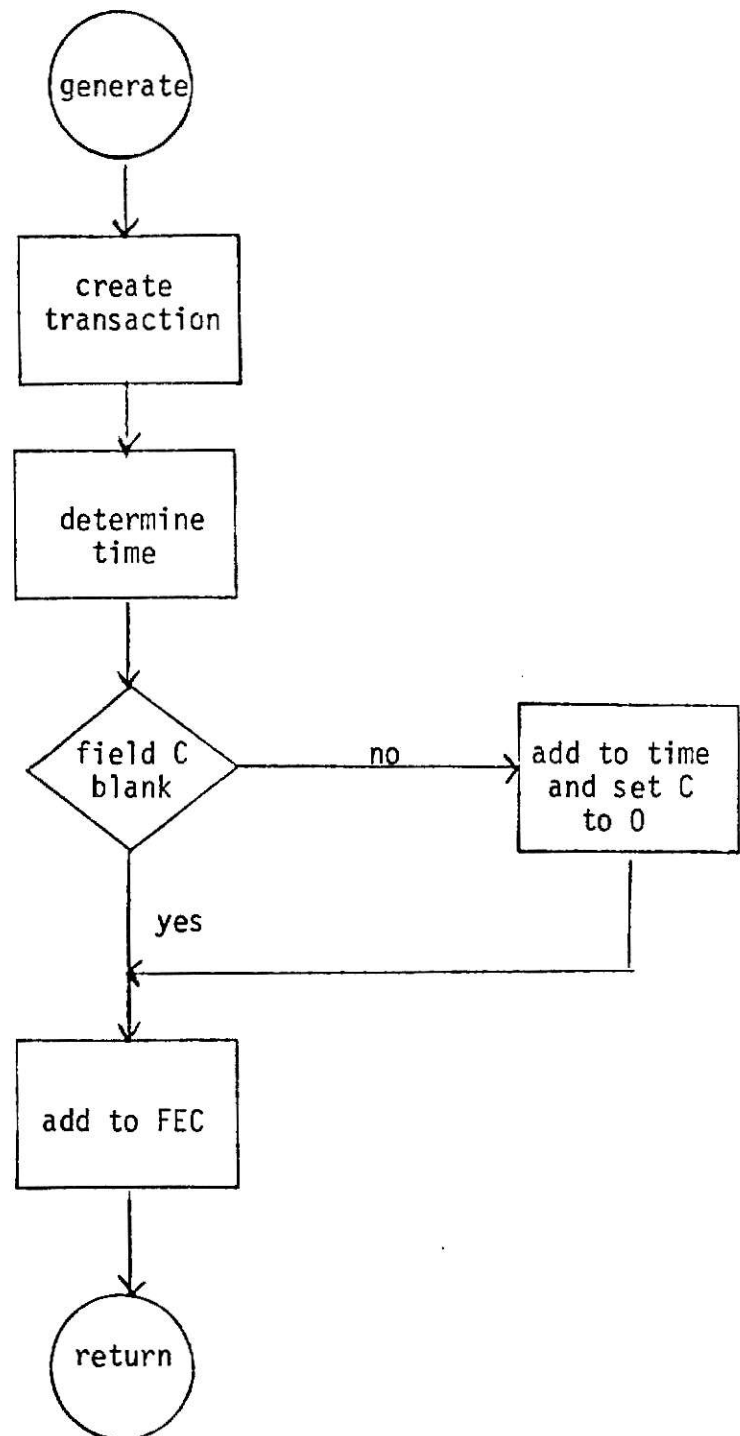 generate
create
transaction
determine
time
field C
blank
no
add to time
and set C
to 0
yes
add to FEC
return